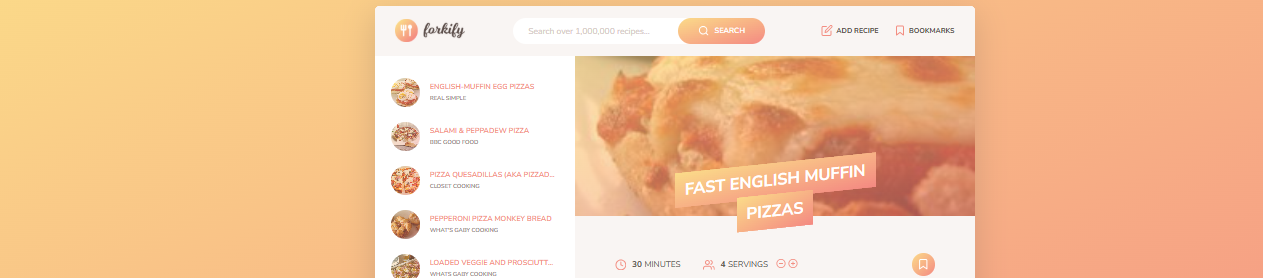 forkify
Search over 1,000,000 recipes...
SEARCH
ADD RECIPE
BOOKMARKS
ENGLISH-MUFFIN EGG PIZZAS
REAL SIMPLE
SALAMI & PEPPADEW PIZZA
BBC GOOD FOOD
PIZZA QUESADILLAS (AKA PIZZAD...
CLOSET COOKING
PEPPERONI PIZZA MONKEY BREAD
WHAT'S GABY COOKING
LOADED VEGGIE AND PROSCIUTT...
WHATS GABY COOKING
FAST ENGLISH MUFFIN
PIZZAS
30 MINUTES
4 SERVINGS